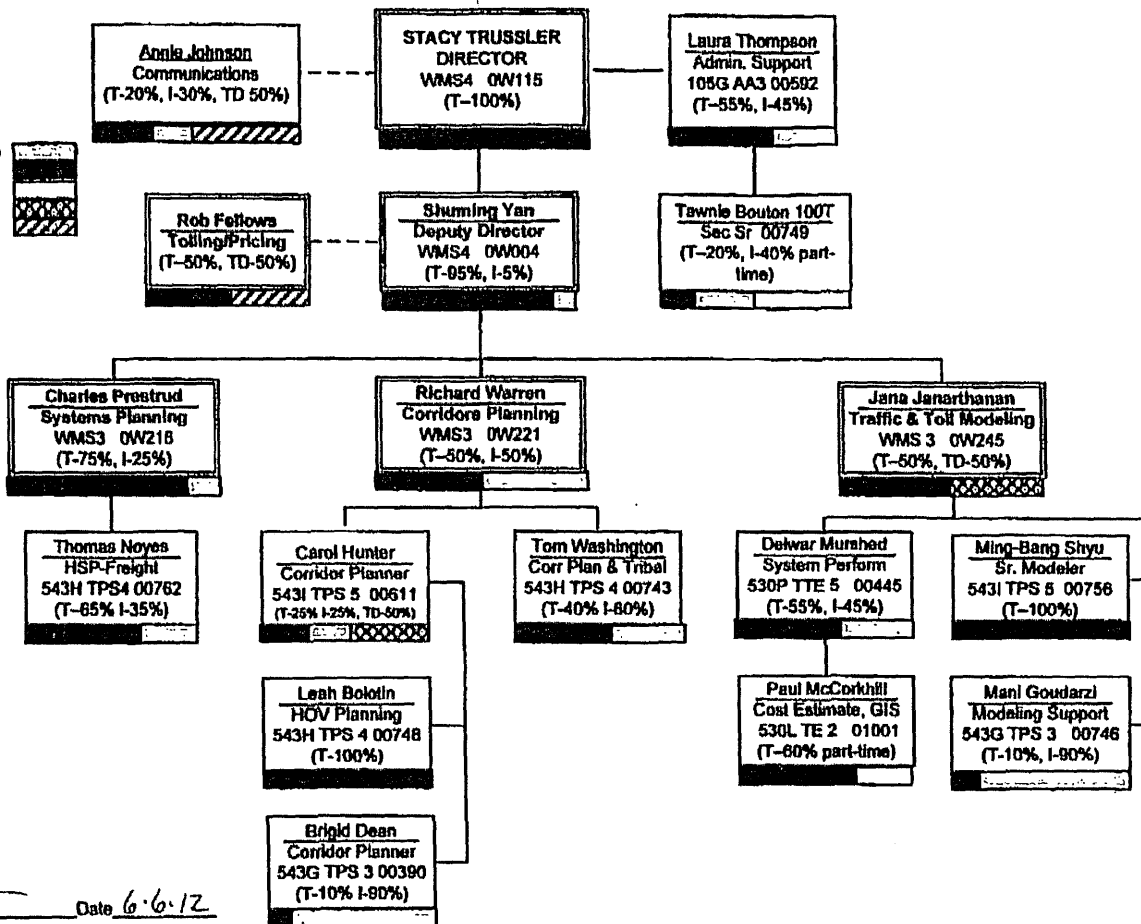 Annie Johnson
Communications
(T-20%, I-30%, TD 50%)
STACY TRUSSLER
DIRECTOR
WMS4 0W115
(T–100%)
Laura Thompson
Admin. Support
105G AA3 00592
(T–55%, I-45%)
Rob Fellows
Tolling/Pricing
(T–50%, TD-50%)
Shuming Yan
Deputy Director
WMS4 0W004
(T-95%, I-5%)
Tawnie Bouton 100T
Sec Sr 00749
(T–20%, I-40% part-
time)
Charles Prestrud
Systems Planning
WMS3 0W216
(T-75%, I-25%)
Richard Warren
Corridors Planning
WMS3 0W221
(T–50%, I-50%)
Jana Janarthanan
Traffic & Toll Modeling
WMS 3 0W245
(T–50%, TD-50%)
Thomas Noyes
HSP-Freight
543H TPS4 00762
(T–65% I-35%)
Carol Hunter
Corridor Planner
543I TPS 5 00611
(T-25% I-25%, TD-50%)
Tom Washington
Corr Plan & Tribal
543H TPS 4 00743
(T-40% I-60%)
Delwar Murshed
System Perform
530P TTE 5 00445
(T-55%, I-45%)
Ming-Bang Shyu
Sr. Modeler
543I TPS 5 00756
(T–100%)
Leah Bolotin
HOV Planning
543H TPS 4 00748
(T-100%)
Paul McCorkhill
Cost Estimate, GIS
530L TE 2 01001
(T–60% part-time)
Mani Goudarzi
Modeling Support
543G TPS 3 00746
(T-10%, I-90%)
Brigid Dean
Corridor Planner
543G TPS 3 00390
(T-10% I-90%)
Date 6·6·12